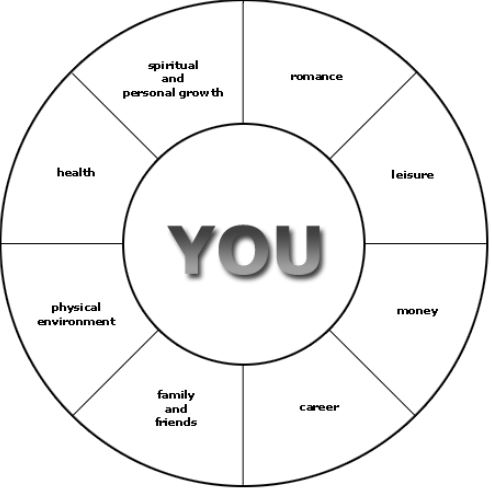 spiritual
and
personal growth
romance
health
leisure
YOU
physical
environment
money
family
and
friends
career